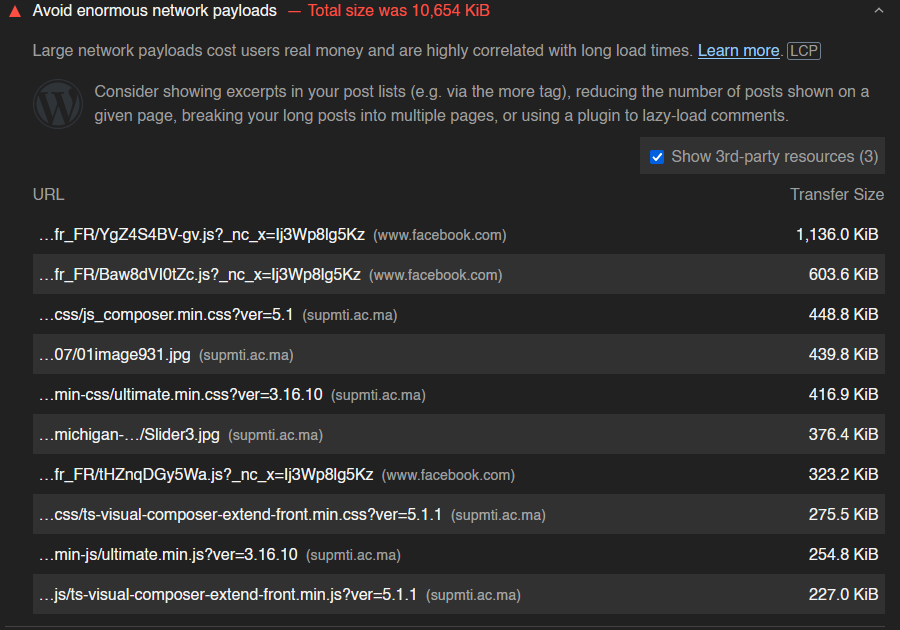 Avoid enormous network payloads — Total size was 10,654 KiB
Large network payloads cost users real money and are highly correlated with long load times. Learn more. LCP
Consider showing excerpts in your post lists (e.g. via the more tag), reducing the number of posts shown on a
given page, breaking your long posts into multiple pages, or using a plugin to lazy-load comments.
Show 3rd-party resources (3)
URL Transfer Size
…fr_FR/YgZ4S4BV-gv.js?_nc_x=Ij3Wp8lg5Kz (www.facebook.com) 1,136.0 KiB
…fr_FR/Baw8dVI0tZc.js?_nc_x=Ij3Wp8lg5Kz (www.facebook.com) 603.6 KiB
…css/js_composer.min.css?ver=5.1 (supmti.ac.ma) 448.8 KiB
…07/01image931.jpg (supmti.ac.ma) 439.8 KiB
…min-css/ultimate.min.css?ver=3.16.10 (supmti.ac.ma) 416.9 KiB
…michigan-…/Slider3.jpg (supmti.ac.ma) 376.4 KiB
…fr_FR/tHZnqDGy5Wa.js?_nc_x=Ij3Wp8lg5Kz (www.facebook.com) 323.2 KiB
…css/ts-visual-composer-extend-front.min.css?ver=5.1.1 (supmti.ac.ma) 275.5 KiB
…min-js/ultimate.min.js?ver=3.16.10 (supmti.ac.ma) 254.8 KiB
…js/ts-visual-composer-extend-front.min.js?ver=5.1.1 (supmti.ac.ma) 227.0 KiB